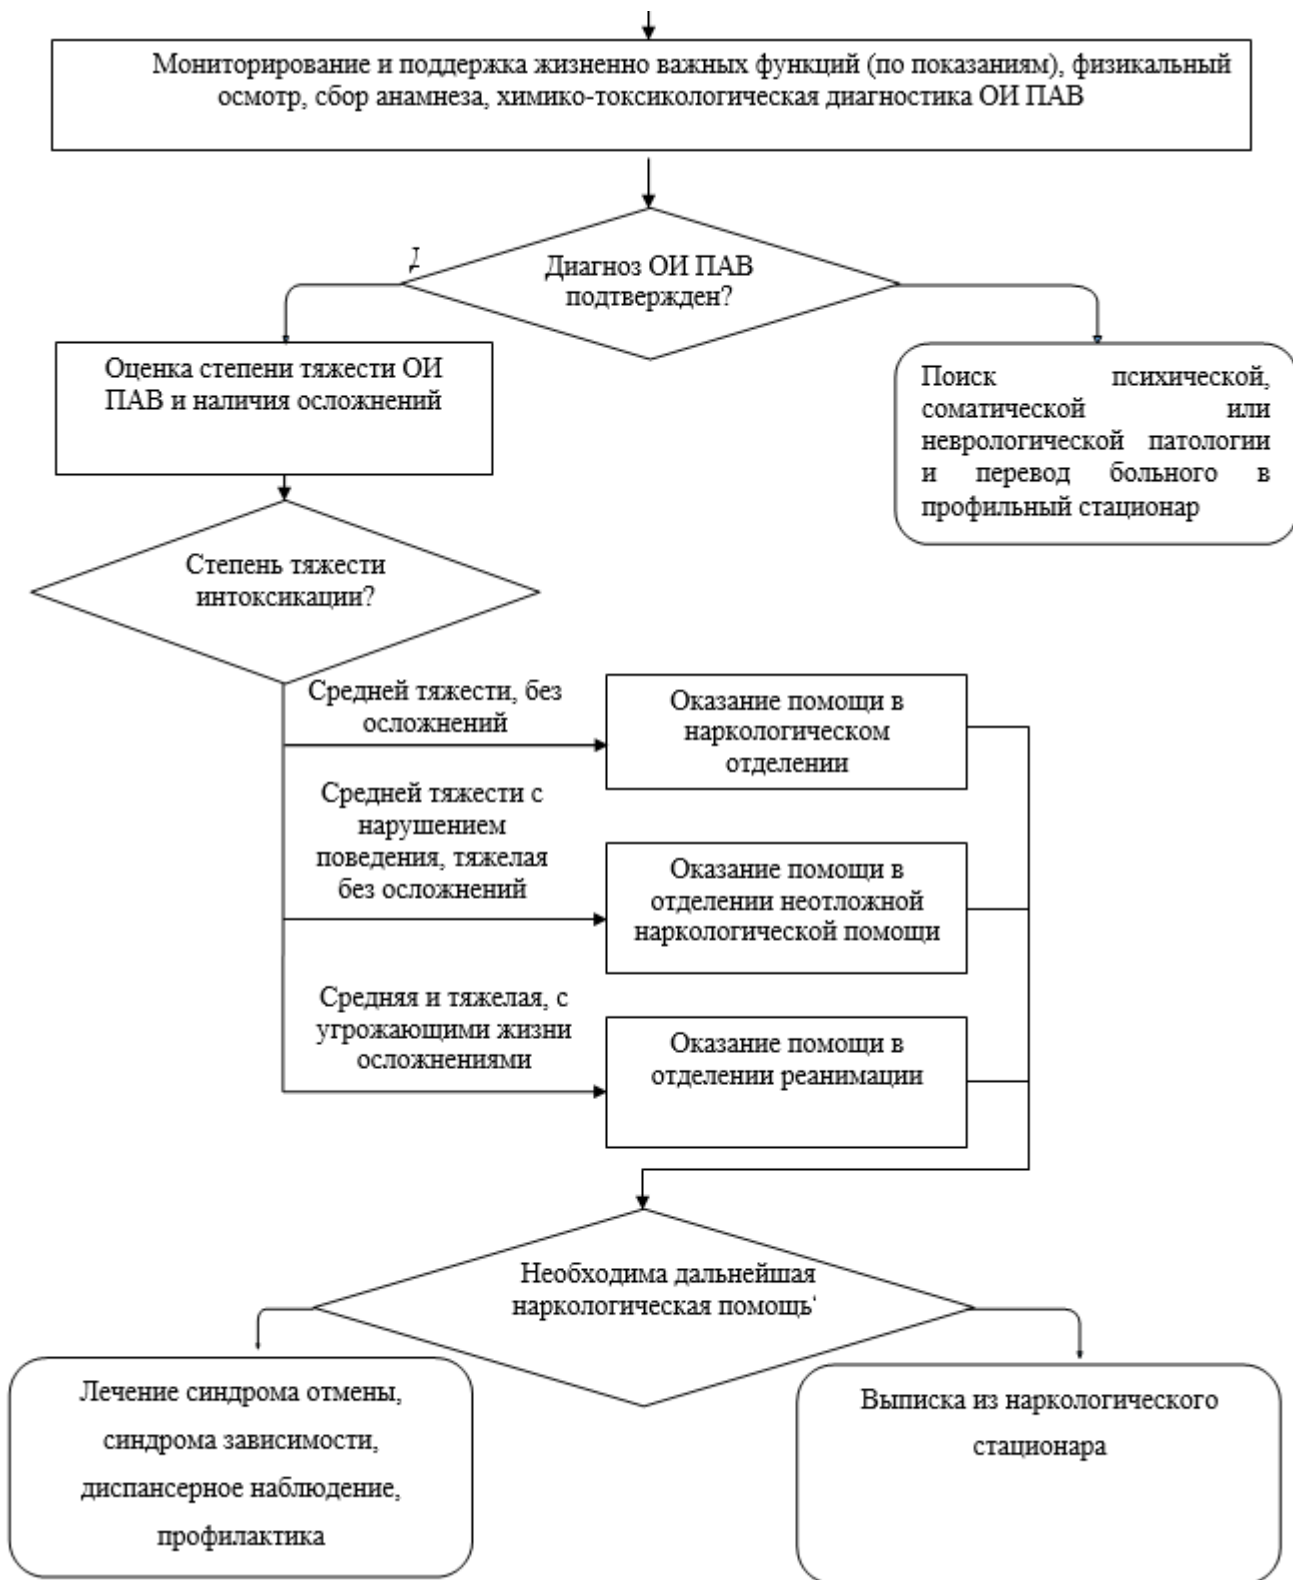 Мониторирование и поддержка жизненно важных функций (по показаниям), физикальный
осмотр, сбор анамнеза, химико-токсикологическая диагностика ОИ ПАВ
Диагноз ОИ ПАВ
подтвержден?
Оценка степени тяжести ОИ
ПАВ и наличия осложнений
Поиск психической,
соматической или
неврологической патологии
и перевод больного в
профильный стационар
Степень тяжести
интоксикации?
Средней тяжести, без
осложнений
Оказание помощи в
наркологическом
отделении
Средней тяжести с
нарушением
поведения, тяжелая
без осложнений
Оказание помощи в
отделении неотложной
наркологической помощи
Средняя и тяжелая, с
угрожающими жизни
осложнениями
Оказание помощи в
отделении реанимации
Необходима дальнейшая
наркологическая помощь
Лечение синдрома отмены,
синдрома зависимости,
диспансерное наблюдение,
профилактика
Выписка из наркологического
стационара